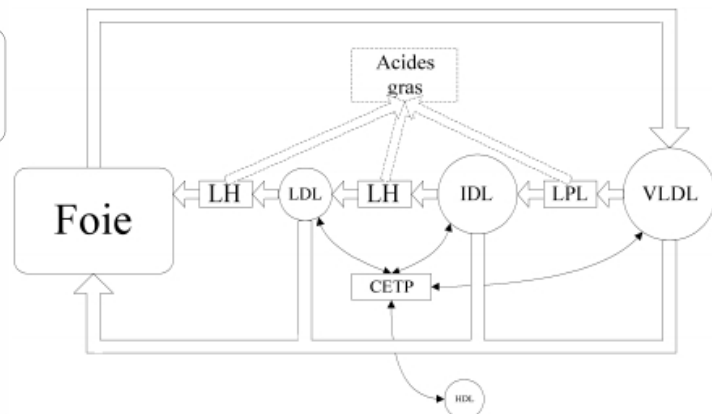 Acides
gras
Foie
LH
LDL
LH
IDL
LPL
VLDL
CETP
HDL